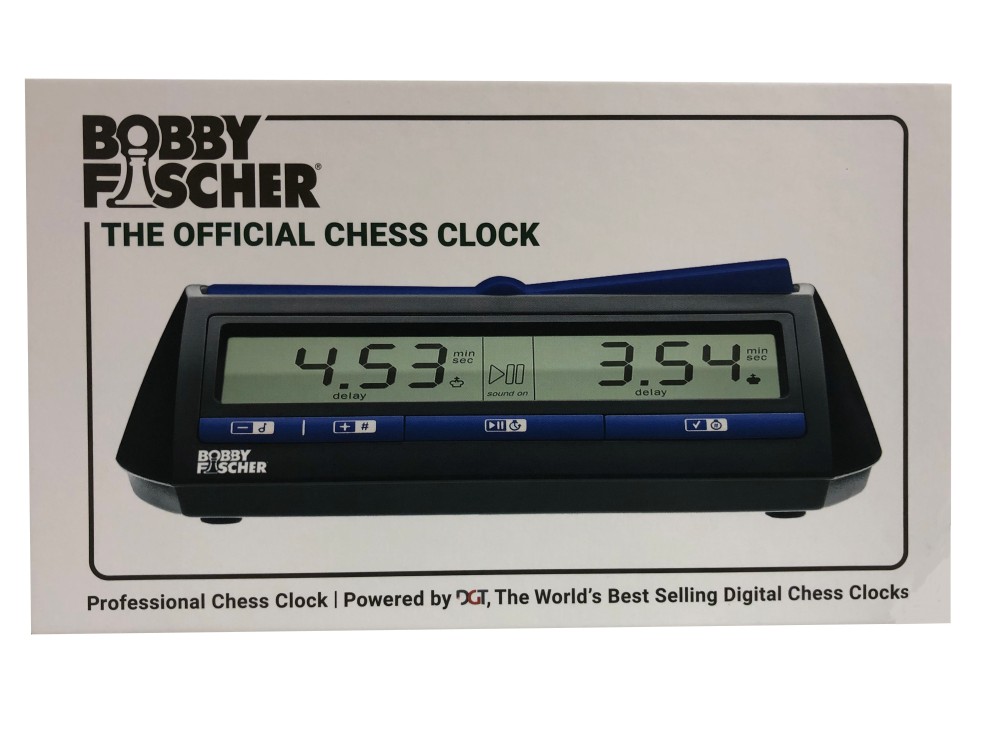 BOBBY
FISCHER®
THE OFFICIAL CHESS CLOCK
4.53 min sec
delay
sound on
3.54 min sec
delay
− + #
BOBBY
FISCHER
Professional Chess Clock | Powered by DGT, The World's Best Selling Digital Chess Clocks